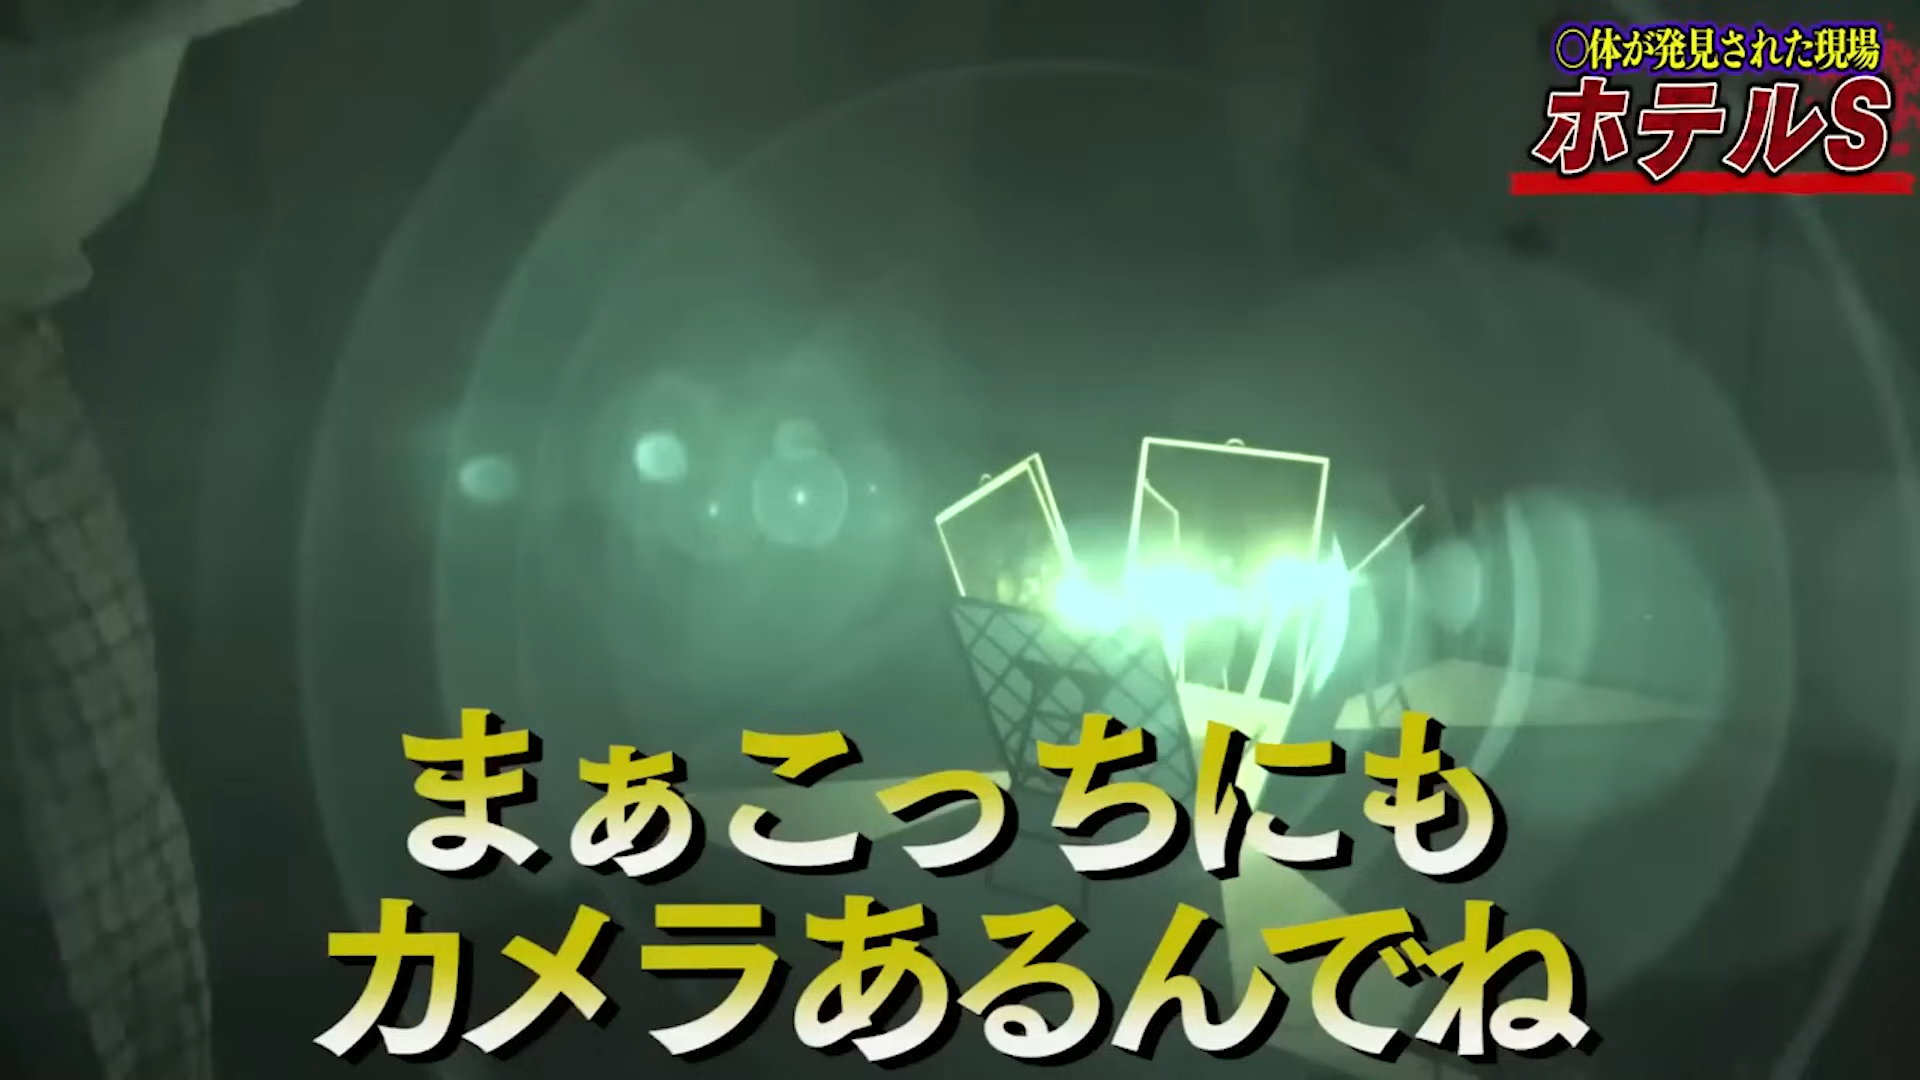 〇体が発見された現場
ホテルS
まぁこっちにも
カメラあるんでね